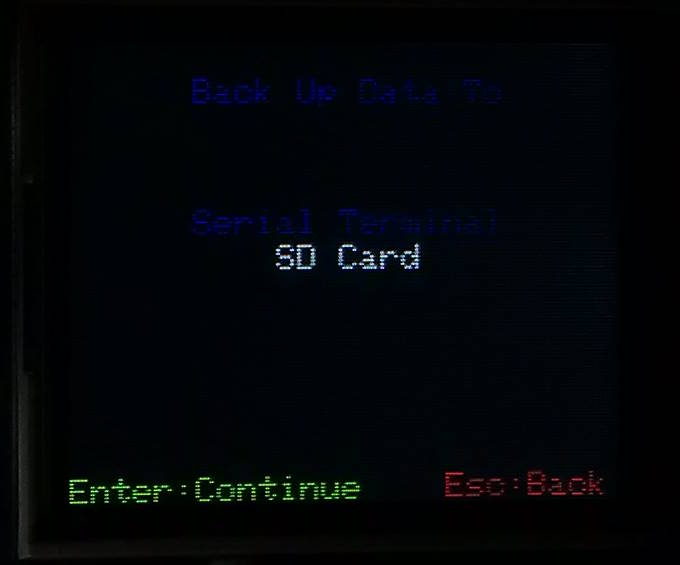 Back Up Data To
Serial Terminal
SD Card
Enter:Continue Esc:Back